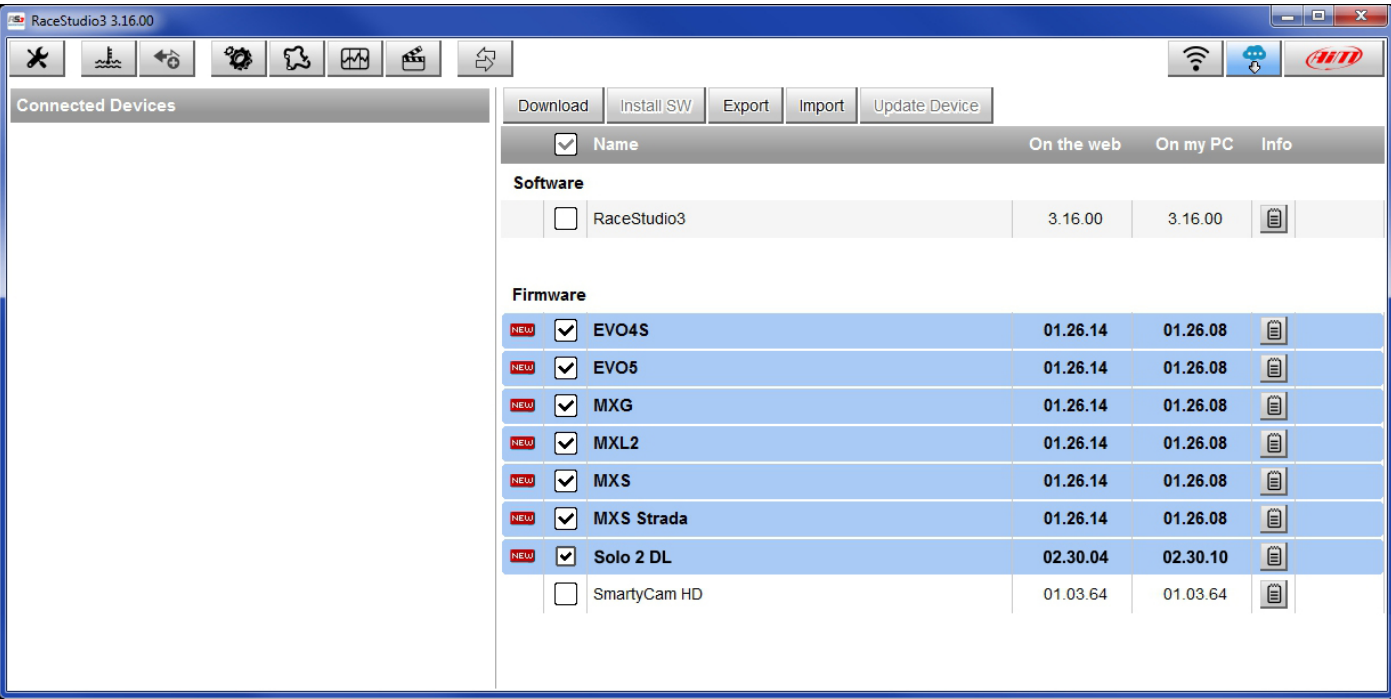 RS3 RaceStudio3 3.16.00
AiM
Connected Devices
Download Install SW Export Import Update Device
Name On the web On my PC Info
Software
RaceStudio3 3.16.00 3.16.00
Firmware
NEW EVO4S 01.26.14 01.26.08
NEW EVO5 01.26.14 01.26.08
NEW MXG 01.26.14 01.26.08
NEW MXL2 01.26.14 01.26.08
NEW MXS 01.26.14 01.26.08
NEW MXS Strada 01.26.14 01.26.08
NEW Solo 2 DL 02.30.04 02.30.10
SmartyCam HD 01.03.64 01.03.64